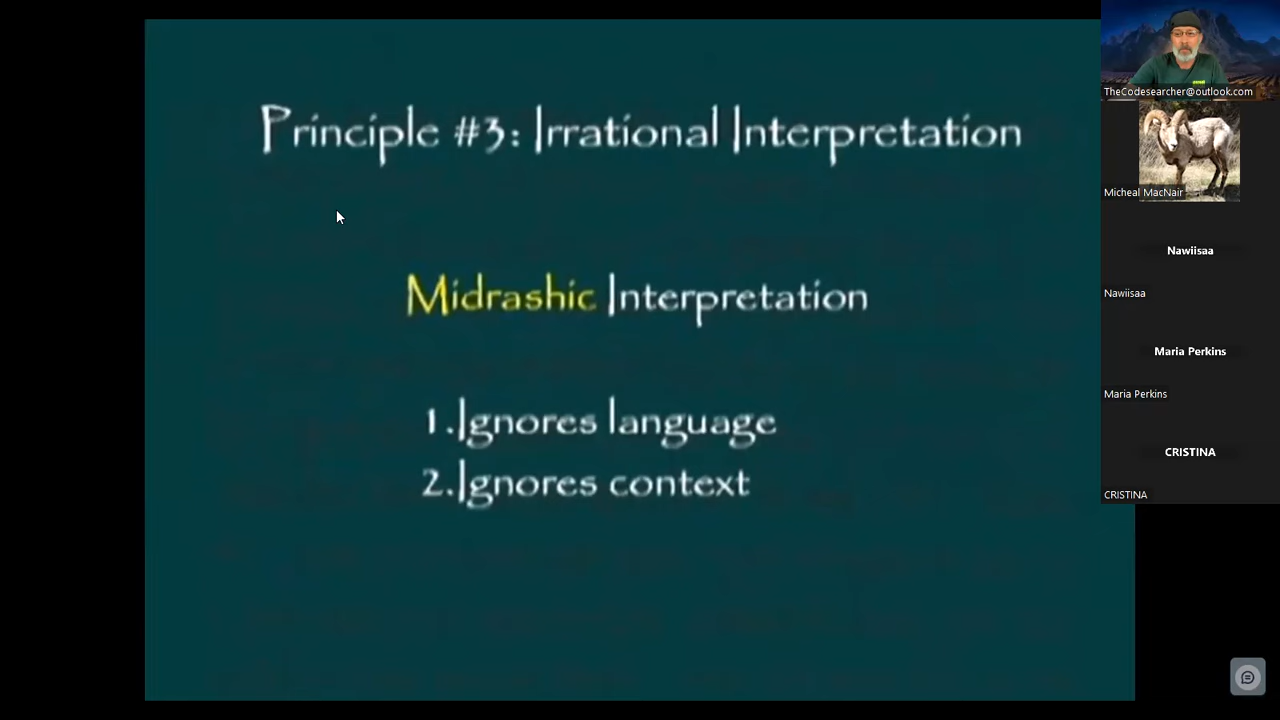 Principle #3: Irrational Interpretation
Midrashic Interpretation
1.Ignores language
2.Ignores context
TheCodesearcher@outlook.com
Micheal MacNair
Nawiisaa
Nawiisaa
Maria Perkins
Maria Perkins
CRISTINA
CRISTINA